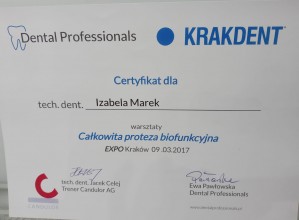 Dental Professionals
KRAKDENT®
Certyfikat dla
tech. dent. Izabela Marek
warsztaty
Całkowita proteza biofunkcyjna
EXPO Kraków 09.03.2017
tech. dent. Jacek Celej
Trener Candulor AG
Ewa Pawłowska
Dental Professionals
CANDULOR